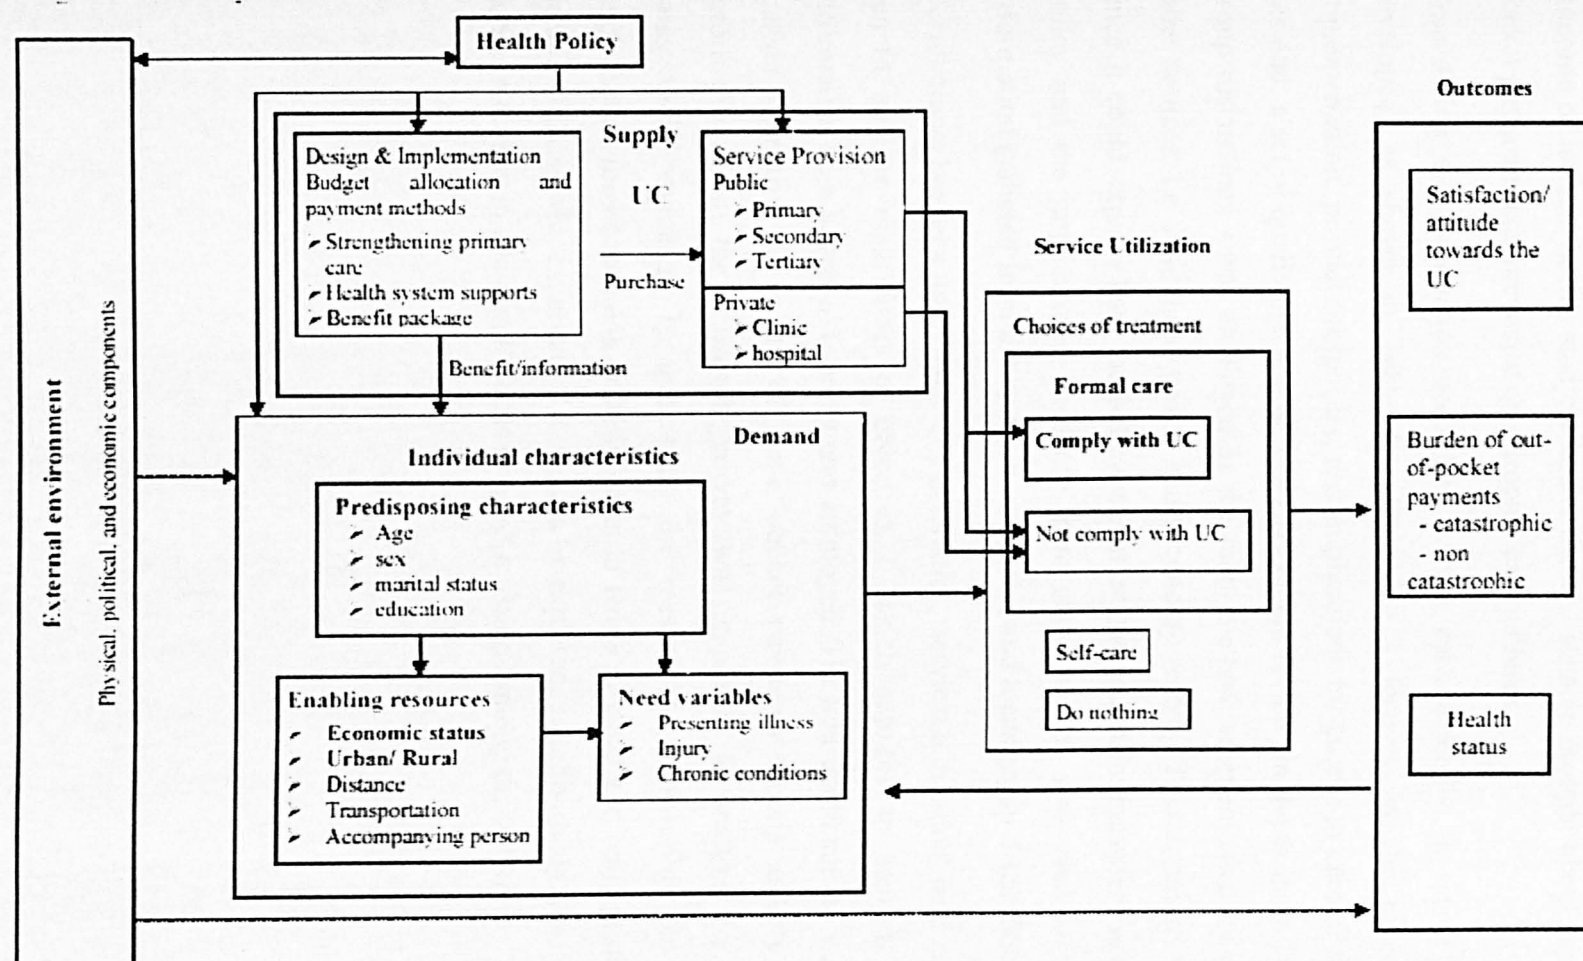 Health Policy
External environment
Physical, political, and economic components
Supply
UC
Design & Implementation
Budget allocation and
payment methods
➢ Strengthening primary
care
➢ Health system supports
➢ Benefit package
Purchase
Service Provision
Public
➢ Primary
➢ Secondary
➢ Tertiary
Private
➢ Clinic
➢ hospital
Benefit/information
Demand
Individual characteristics
Predisposing characteristics
➢ Age
➢ sex
➢ marital status
➢ education
Enabling resources
➢ Economic status
➢ Urban/ Rural
➢ Distance
➢ Transportation
➢ Accompanying person
Need variables
➢ Presenting illness
➢ Injury
➢ Chronic conditions
Service Utilization
Choices of treatment
Formal care
Comply with UC
Not comply with UC
Self-care
Do nothing
Outcomes
Satisfaction/
attitude
towards the
UC
Burden of out-
of-pocket
payments
- catastrophic
- non
catastrophic
Health
status